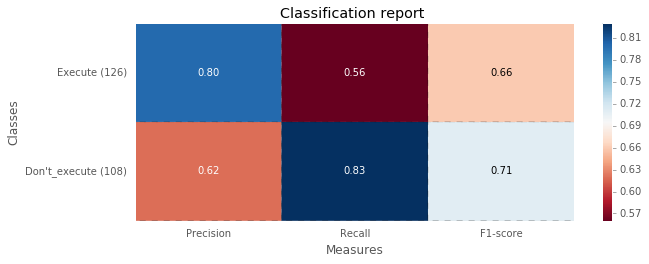 Classification report
Classes
Execute (126)
0.80 0.56 0.66
Don't_execute (108)
0.62 0.83 0.71
Precision Recall F1-score
Measures
0.81
0.78
0.75
0.72
0.69
0.66
0.63
0.60
0.57